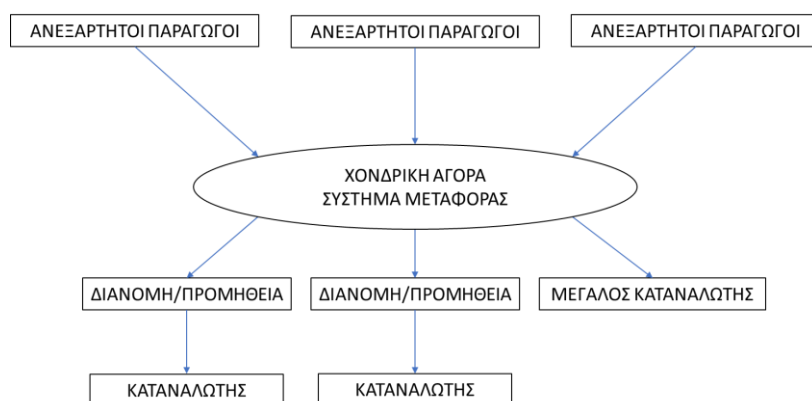 ΑΝΕΞΑΡΤΗΤΟΙ ΠΑΡΑΓΩΓΟΙ
ΑΝΕΞΑΡΤΗΤΟΙ ΠΑΡΑΓΩΓΟΙ
ΑΝΕΞΑΡΤΗΤΟΙ ΠΑΡΑΓΩΓΟΙ
ΧΟΝΔΡΙΚΗ ΑΓΟΡΑ
ΣΥΣΤΗΜΑ ΜΕΤΑΦΟΡΑΣ
ΔΙΑΝΟΜΗ/ΠΡΟΜΗΘΕΙΑ
ΔΙΑΝΟΜΗ/ΠΡΟΜΗΘΕΙΑ
ΜΕΓΑΛΟΣ ΚΑΤΑΝΑΛΩΤΗΣ
ΚΑΤΑΝΑΛΩΤΗΣ
ΚΑΤΑΝΑΛΩΤΗΣ